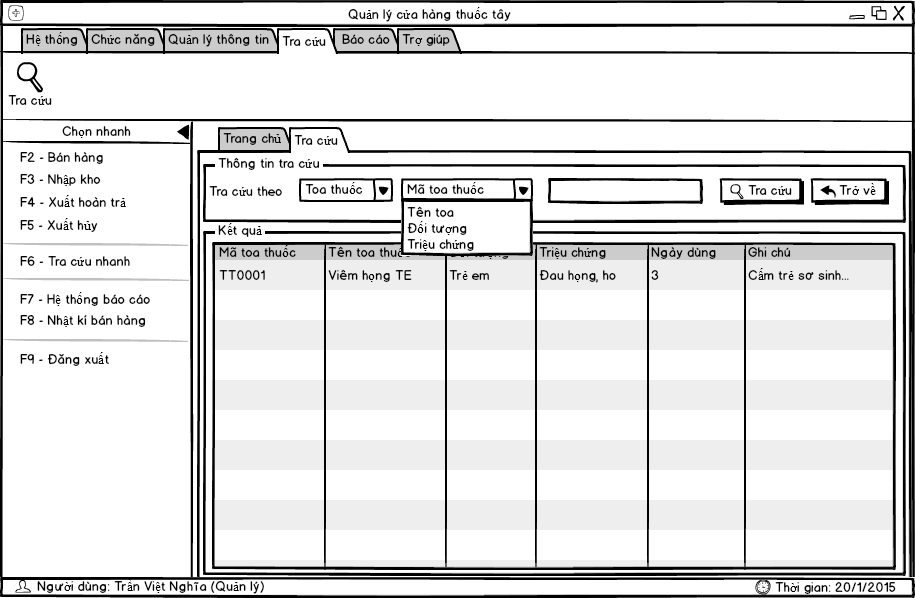 Quản lý cửa hàng thuốc tây
Hệ thống Chức năng Quản lý thông tin Tra cứu Báo cáo Trợ giúp
Tra cứu
Chọn nhanh
F2 - Bán hàng
F3 - Nhập kho
F4 - Xuất hoàn trả
F5 - Xuất hủy
F6 - Tra cứu nhanh
F7 - Hệ thống báo cáo
F8 - Nhật kí bán hàng
F9 - Đăng xuất
Trang chủ Tra cứu
Thông tin tra cứu
Tra cứu theo Toa thuốc Mã toa thuốc Tra cứu Trở về
Tên toa
Đối tượng
Triệu chứng
Kết quả
Mã toa thuốc Tên toa thuốc Triệu chứng Ngày dùng Ghi chú
TT0001 Viêm họng TE Trẻ em Đau họng, ho 3 Cấm trẻ sơ sinh...
Người dùng: Trần Việt Nghĩa (Quản lý) Thời gian: 20/1/2015